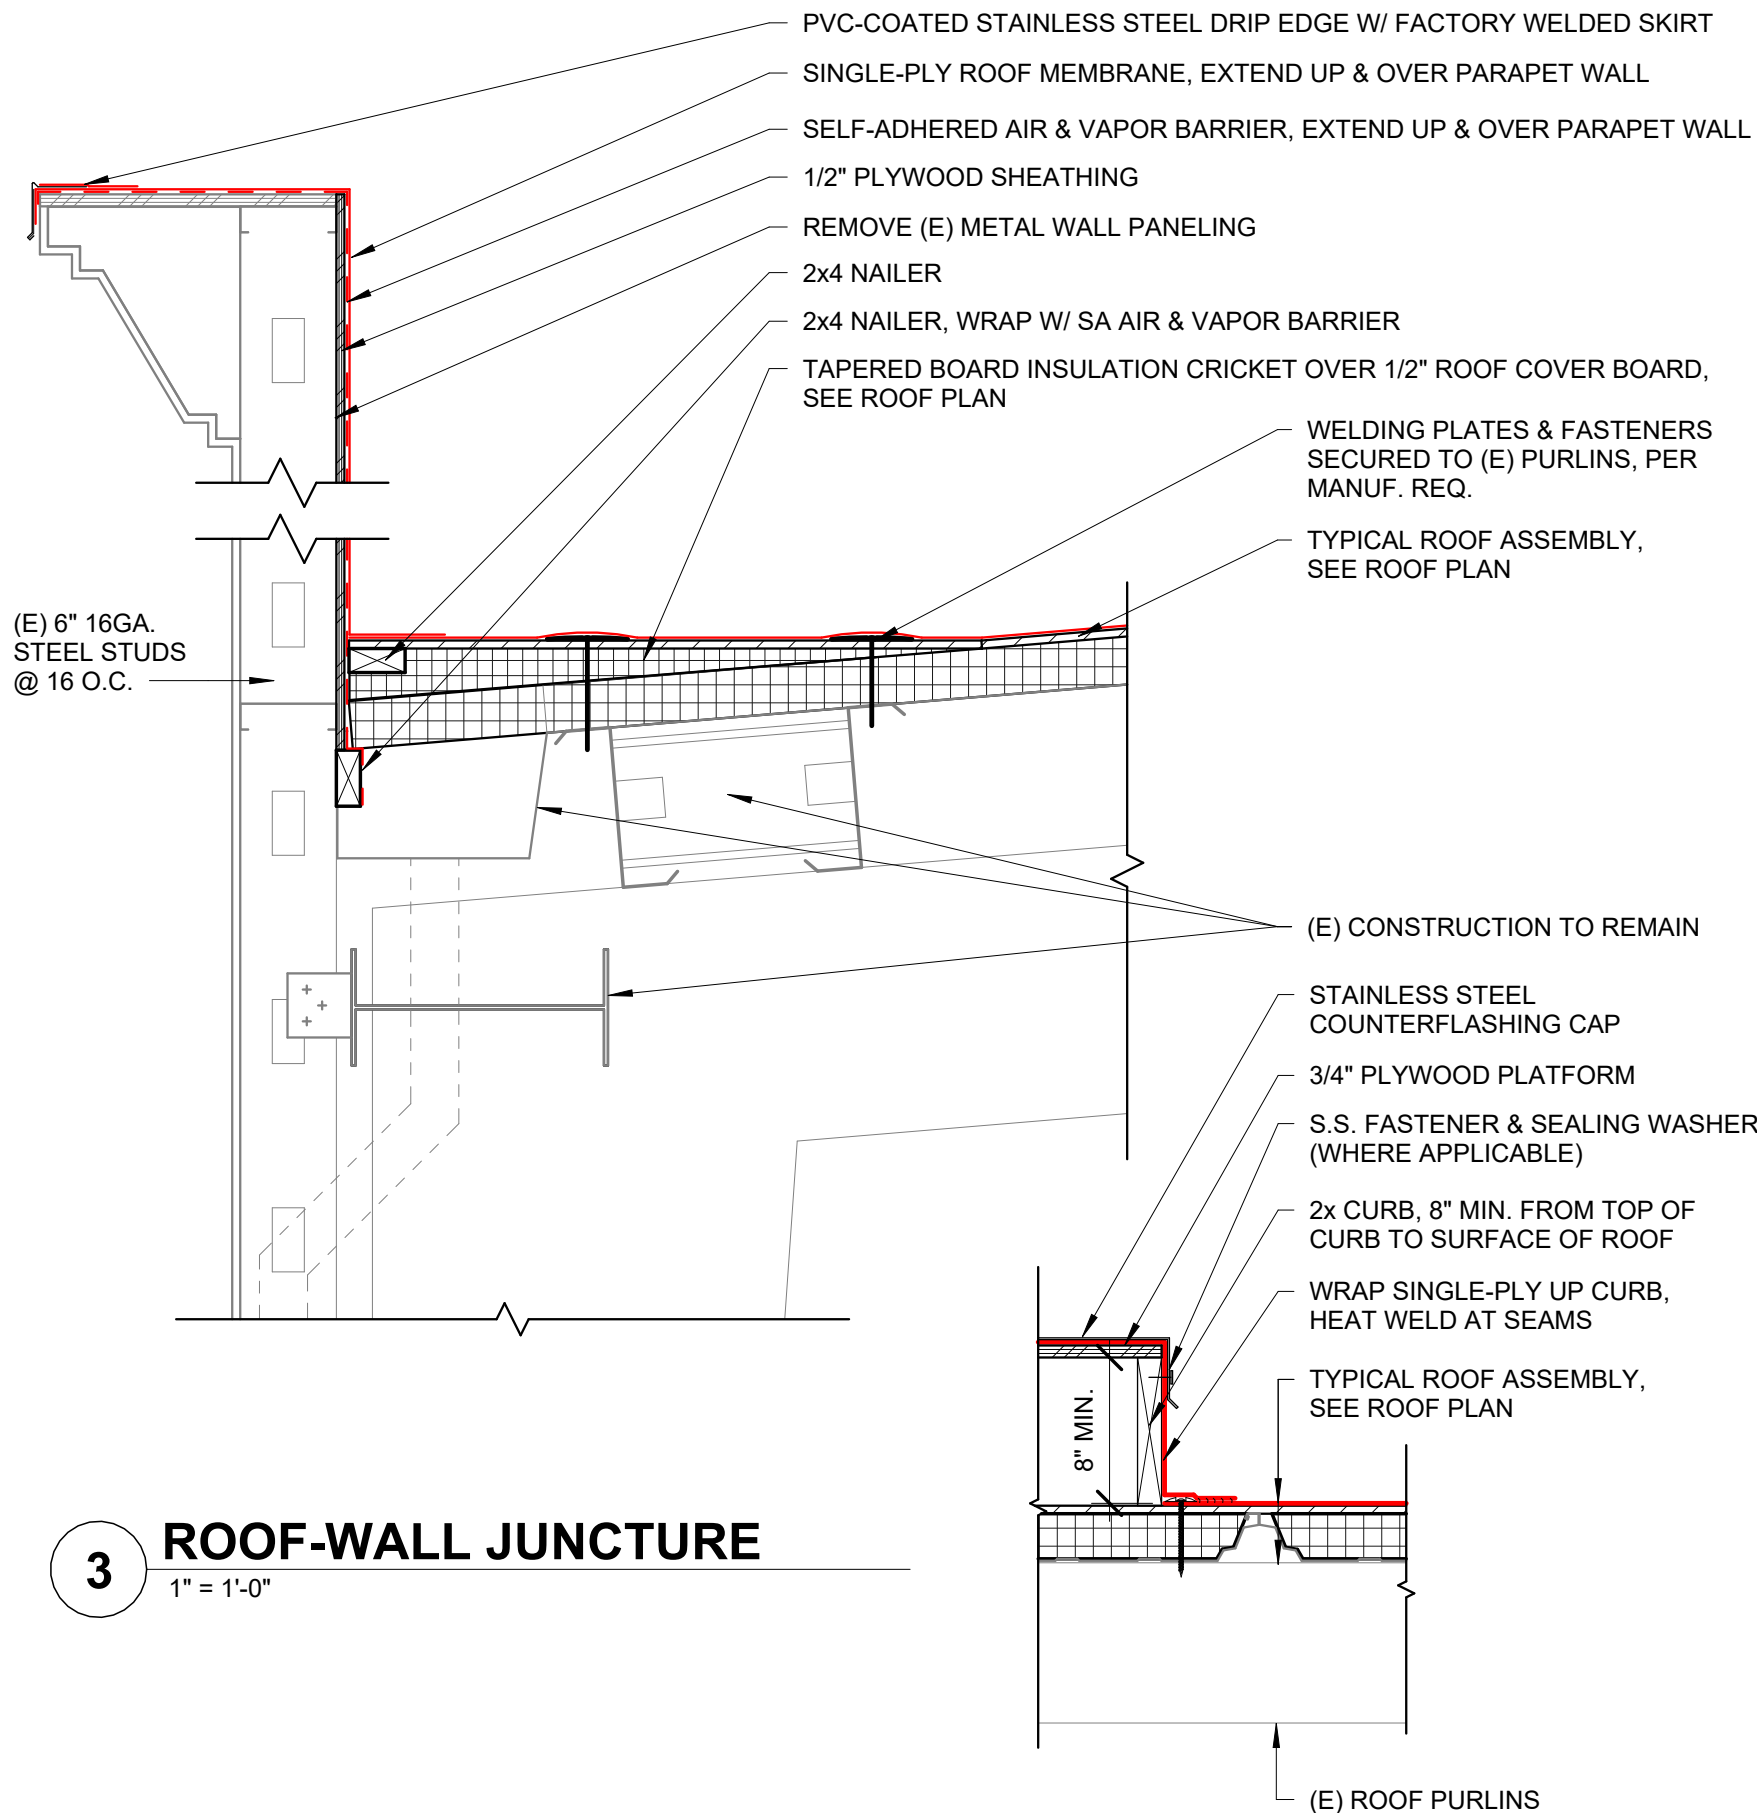 PVC-COATED STAINLESS STEEL DRIP EDGE W/ FACTORY WELDED SKIRT
SINGLE-PLY ROOF MEMBRANE, EXTEND UP & OVER PARAPET WALL
SELF-ADHERED AIR & VAPOR BARRIER, EXTEND UP & OVER PARAPET WALL
1/2" PLYWOOD SHEATHING
REMOVE (E) METAL WALL PANELING
2x4 NAILER
2x4 NAILER, WRAP W/ SA AIR & VAPOR BARRIER
TAPERED BOARD INSULATION CRICKET OVER 1/2" ROOF COVER BOARD,
SEE ROOF PLAN
WELDING PLATES & FASTENERS
SECURED TO (E) PURLINS, PER
MANUF. REQ.
TYPICAL ROOF ASSEMBLY,
SEE ROOF PLAN
(E) 6" 16GA.
STEEL STUDS
@ 16 O.C.
(E) CONSTRUCTION TO REMAIN
STAINLESS STEEL
COUNTERFLASHING CAP
3/4" PLYWOOD PLATFORM
S.S. FASTENER & SEALING WASHER
(WHERE APPLICABLE)
2x CURB, 8" MIN. FROM TOP OF
CURB TO SURFACE OF ROOF
WRAP SINGLE-PLY UP CURB,
HEAT WELD AT SEAMS
TYPICAL ROOF ASSEMBLY,
SEE ROOF PLAN
8" MIN.
3
ROOF-WALL JUNCTURE
1" = 1'-0"
(E) ROOF PURLINS